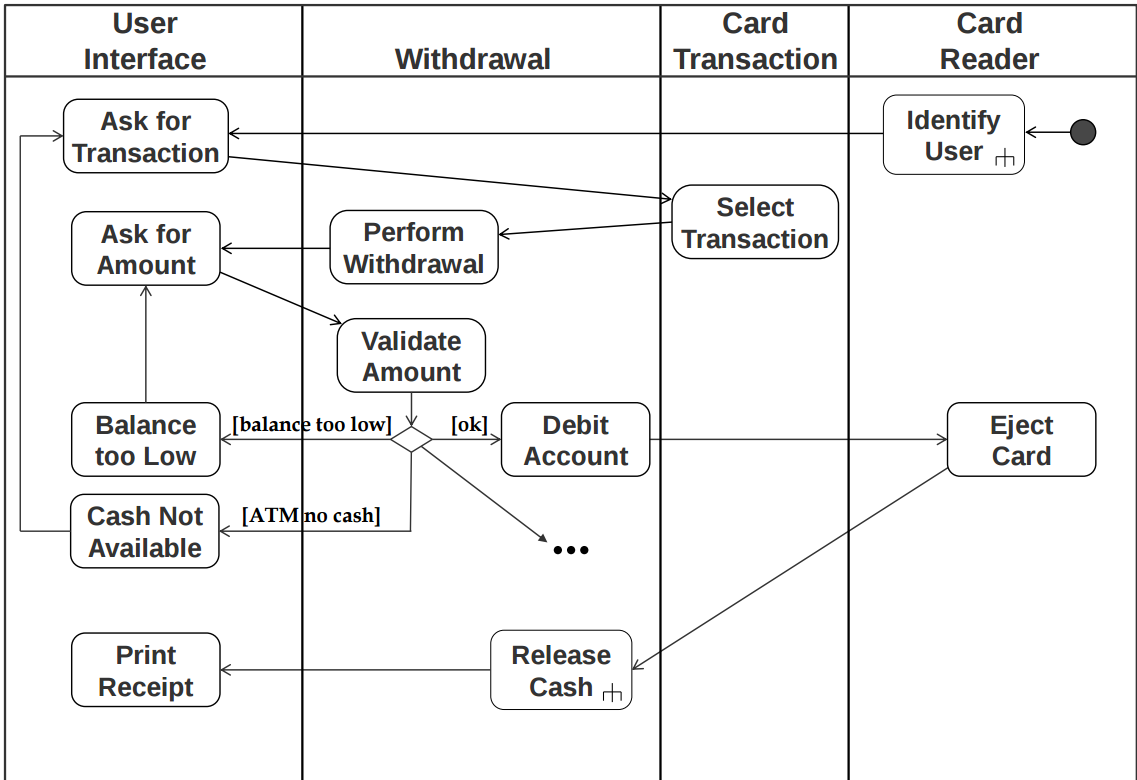 User
Interface
Withdrawal
Card
Transaction
Card
Reader
Ask for
Transaction
Identify
User
Select
Transaction
Ask for
Amount
Perform
Withdrawal
Validate
Amount
Balance
too Low
[balance too low]
[ok]
Debit
Account
Eject
Card
Cash Not
Available
[ATM no cash]
•••
Print
Receipt
Release
Cash